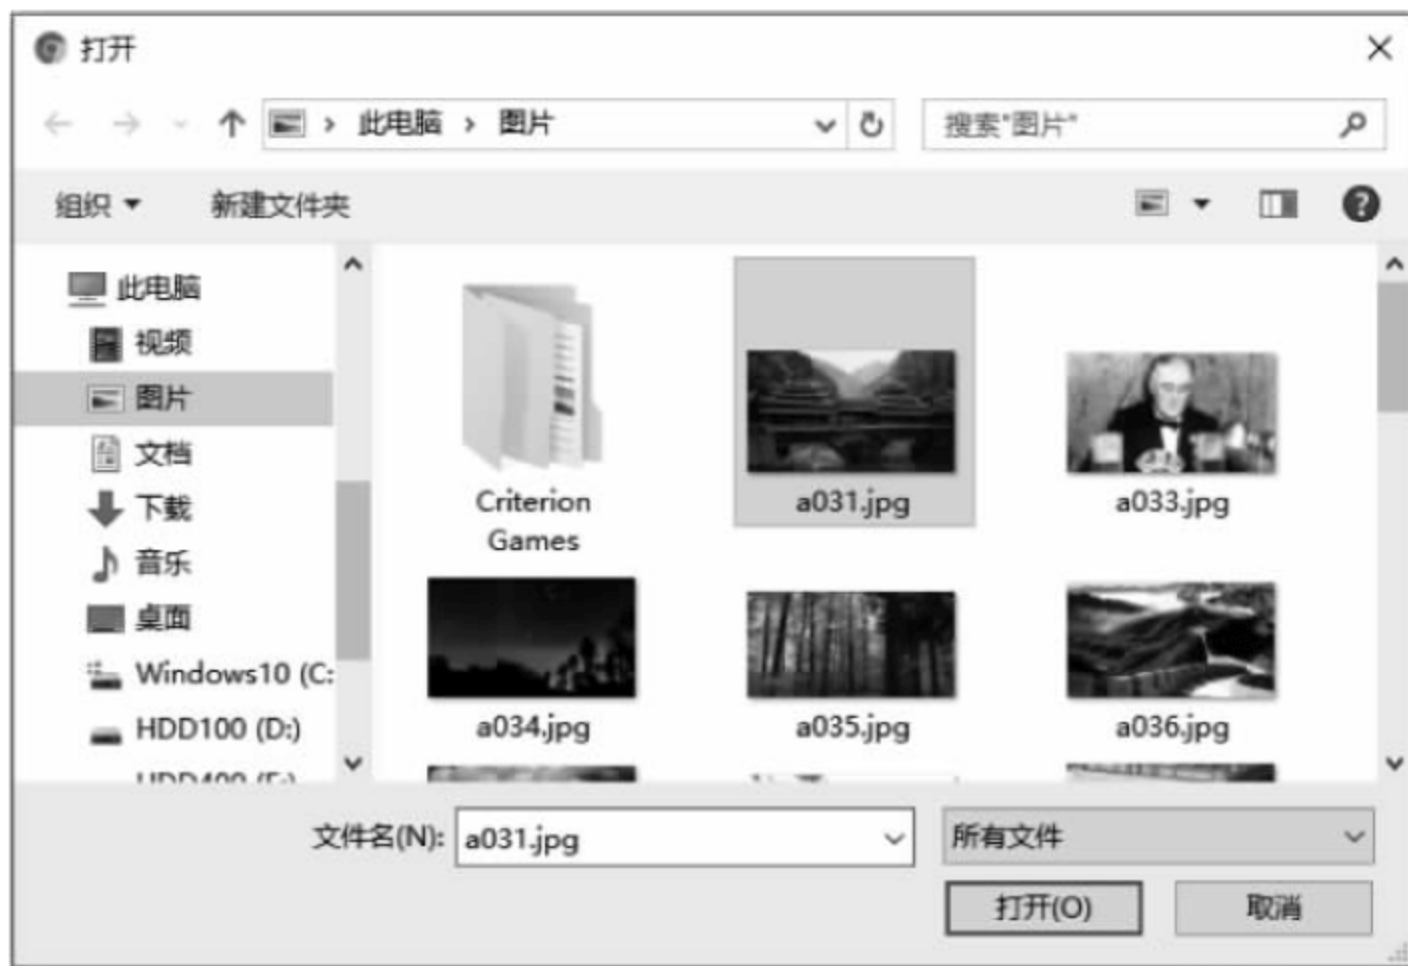 打开
此电脑 › 图片
搜索"图片"
组织
新建文件夹
此电脑
视频
图片
文档
下载
音乐
桌面
Windows10 (C:
HDD100 (D:)
Criterion
Games
a031.jpg
a033.jpg
a034.jpg
a035.jpg
a036.jpg
文件名(N):
a031.jpg
所有文件
打开(O)
取消